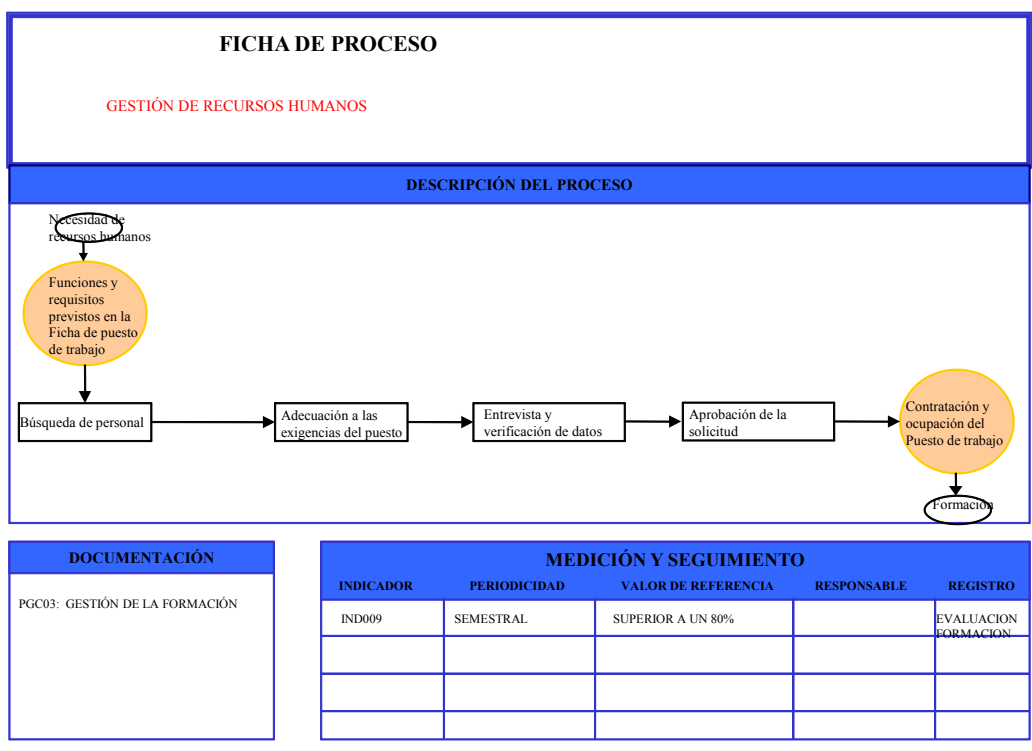 FICHA DE PROCESO
GESTIÓN DE RECURSOS HUMANOS
DESCRIPCIÓN DEL PROCESO
Necesidad de
recursos humanos
Funciones y
requisitos
previstos en la
Ficha de puesto
de trabajo
Búsqueda de personal
Adecuación a las
exigencias del puesto
Entrevista y
verificación de datos
Aprobación de la
solicitud
Contratación y
ocupación del
Puesto de trabajo
Formación
DOCUMENTACIÓN
PGC03: GESTIÓN DE LA FORMACIÓN
MEDICIÓN Y SEGUIMIENTO
INDICADOR PERIODICIDAD VALOR DE REFERENCIA RESPONSABLE REGISTRO
IND009 SEMESTRAL SUPERIOR A UN 80% EVALUACION
FORMACION